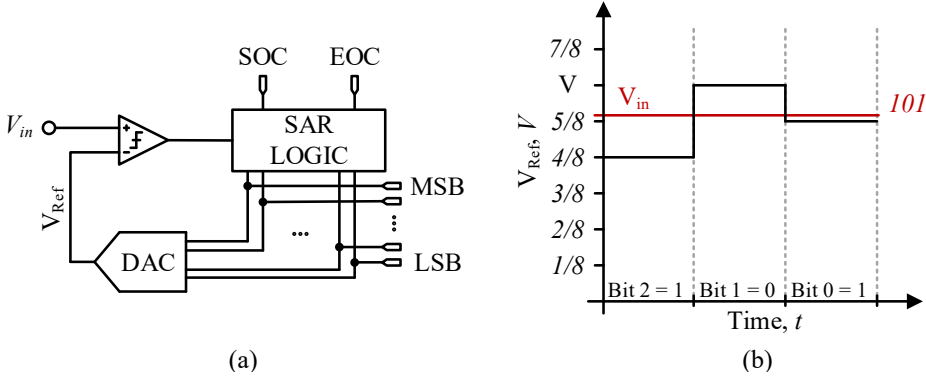 SOC
EOC
V_in
SAR
LOGIC
V_Ref
MSB
...
...
DAC
LSB
(a)
V_Ref, V
7/8
V
5/8
4/8
3/8
2/8
1/8
V_in
101
Bit 2 = 1
Bit 1 = 0
Bit 0 = 1
Time, t
(b)